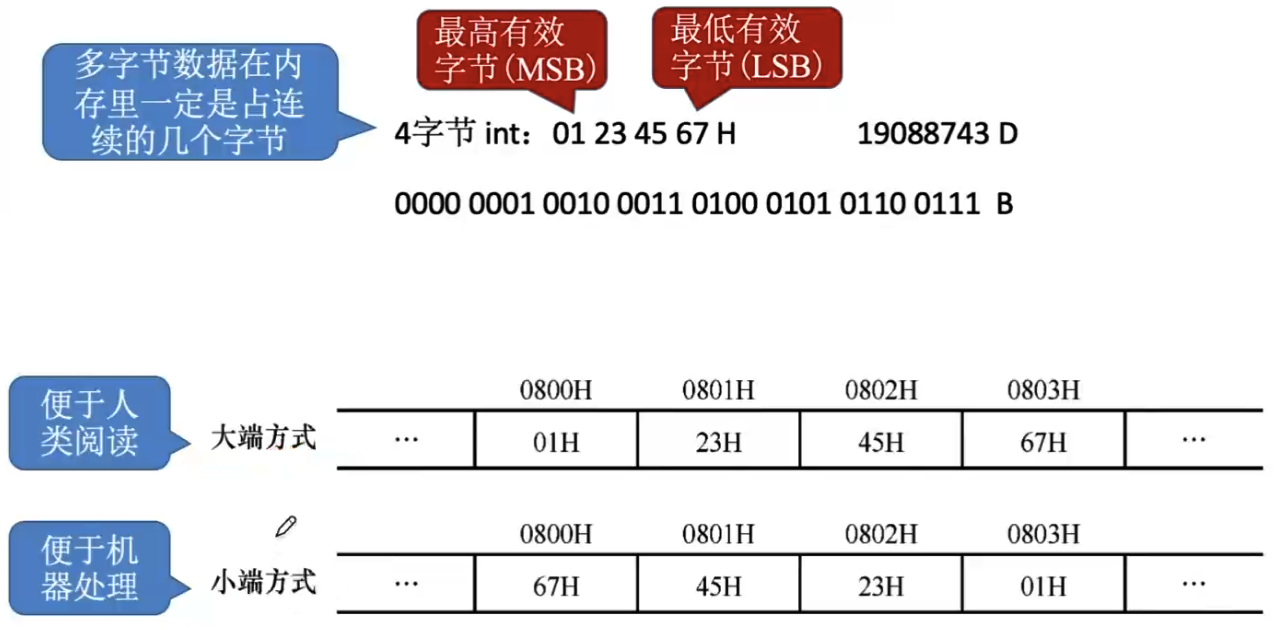 最高有效
字节(MSB)
最低有效
字节(LSB)
多字节数据在内
存里一定是占连
续的几个字节
4字节 int：01 23 45 67 H 19088743 D
0000 0001 0010 0011 0100 0101 0110 0111 B
便于人
类阅读
0800H 0801H 0802H 0803H
大端方式 … 01H 23H 45H 67H …
便于机
器处理
0800H 0801H 0802H 0803H
小端方式 … 67H 45H 23H 01H …